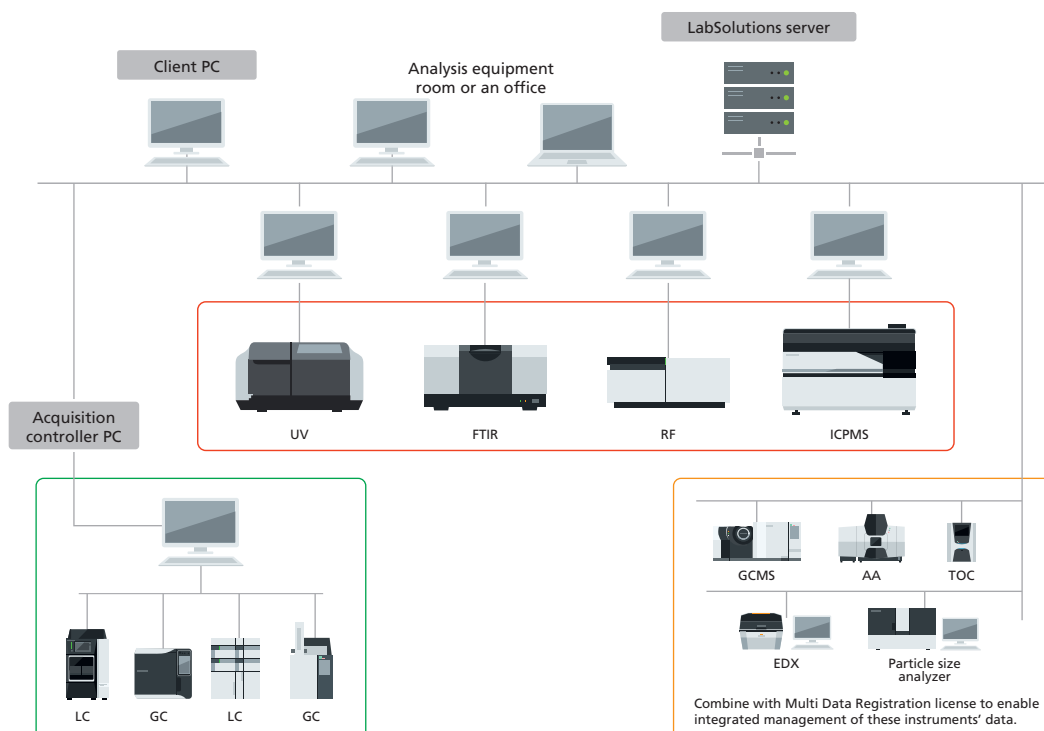 LabSolutions server
Client PC
Analysis equipment
room or an office
UV
FTIR
RF
ICPMS
Acquisition
controller PC
GCMS
AA
TOC
EDX
Particle size
analyzer
LC
GC
LC
GC
Combine with Multi Data Registration license to enable
integrated management of these instruments’ data.